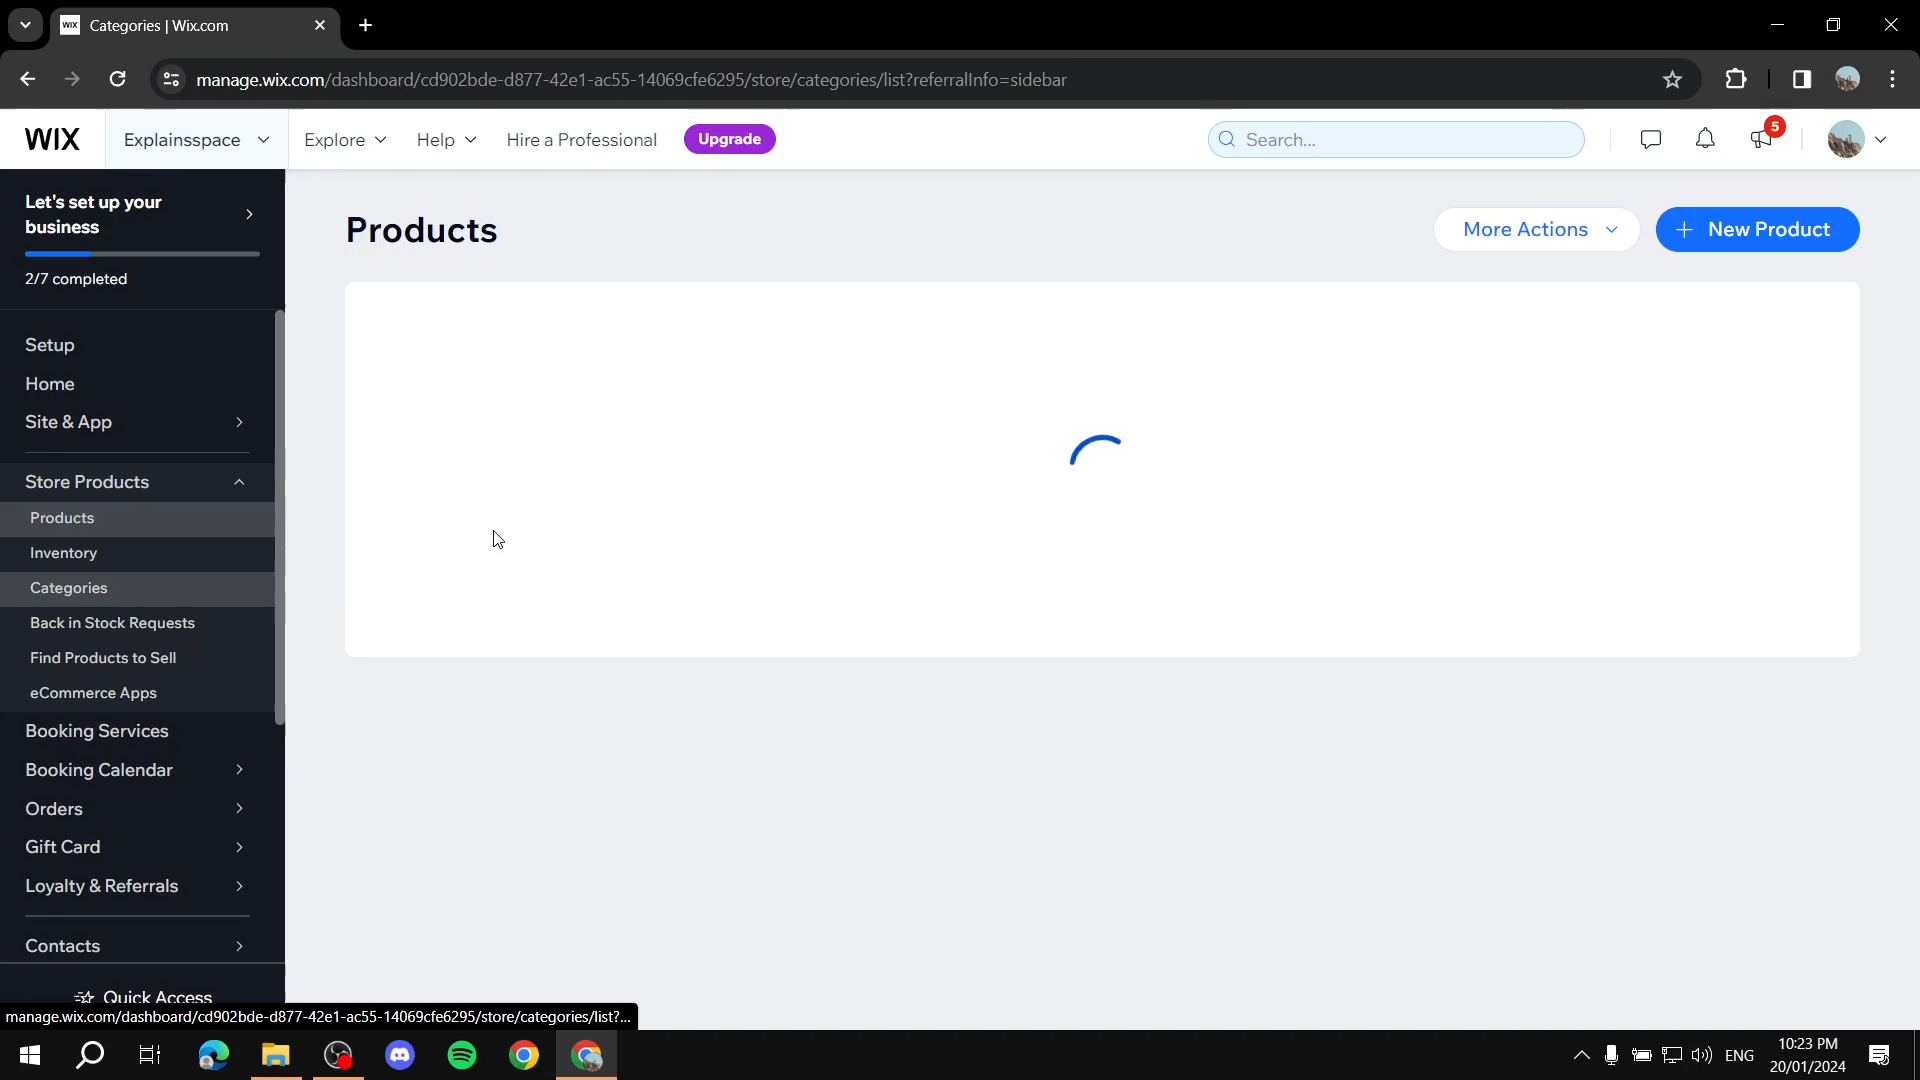 WIX Categories | Wix.com
manage.wix.com/dashboard/cd902bde-d877-42e1-ac55-14069cfe6295/store/categories/list?referralInfo=sidebar
WIX Explainsspace Explore Help Hire a Professional Upgrade Search... 5
Let's set up your
business
2/7 completed
Products More Actions + New Product
Setup
Home
Site & App
Store Products
Products
Inventory
Categories
Back in Stock Requests
Find Products to Sell
eCommerce Apps
Booking Services
Booking Calendar
Orders
Gift Card
Loyalty & Referrals
Contacts
Quick Access
manage.wix.com/dashboard/cd902bde-d877-42e1-ac55-14069cfe6295/store/categories/list?...
ENG
10:23 PM
20/01/2024